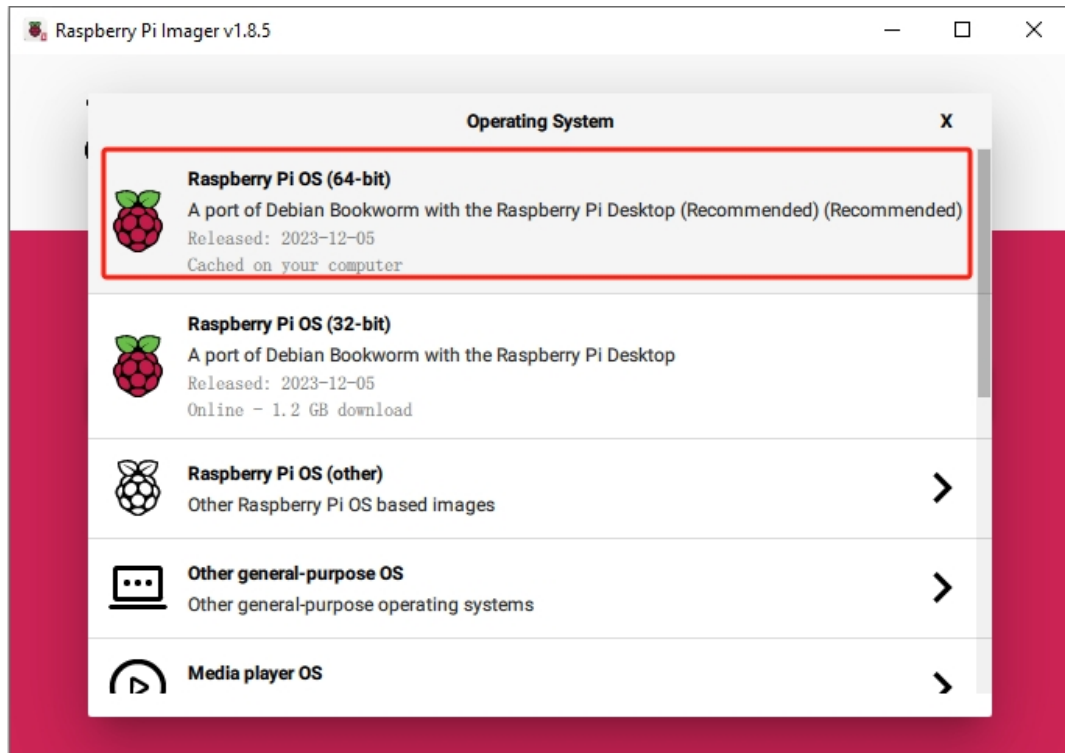 Raspberry Pi Imager v1.8.5
Operating System
X
Raspberry Pi OS (64-bit)
A port of Debian Bookworm with the Raspberry Pi Desktop (Recommended) (Recommended)
Released: 2023-12-05
Cached on your computer
Raspberry Pi OS (32-bit)
A port of Debian Bookworm with the Raspberry Pi Desktop
Released: 2023-12-05
Online - 1.2 GB download
Raspberry Pi OS (other)
Other Raspberry Pi OS based images
Other general-purpose OS
Other general-purpose operating systems
Media player OS